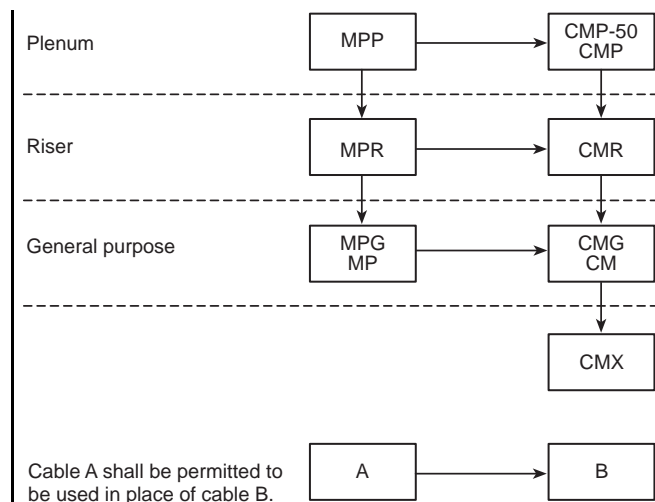 Plenum
MPP
CMP-50
CMP
Riser
MPR
CMR
General purpose
MPG
MP
CMG
CM
CMX
Cable A shall be permitted to
be used in place of cable B.
A
B